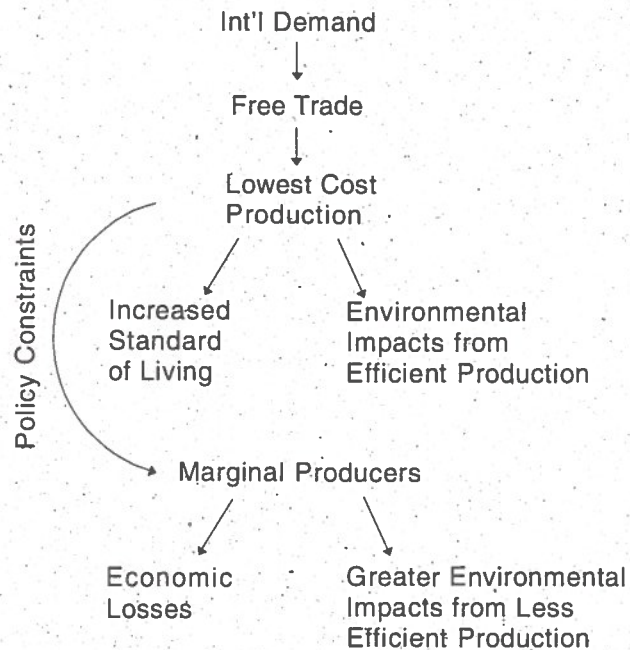 Int'l Demand
Free Trade
Lowest Cost
Production
Policy Constraints
Increased
Standard
of Living
Environmental
Impacts from
Efficient Production
Marginal Producers
Economic
Losses
Greater Environmental
Impacts from Less
Efficient Production